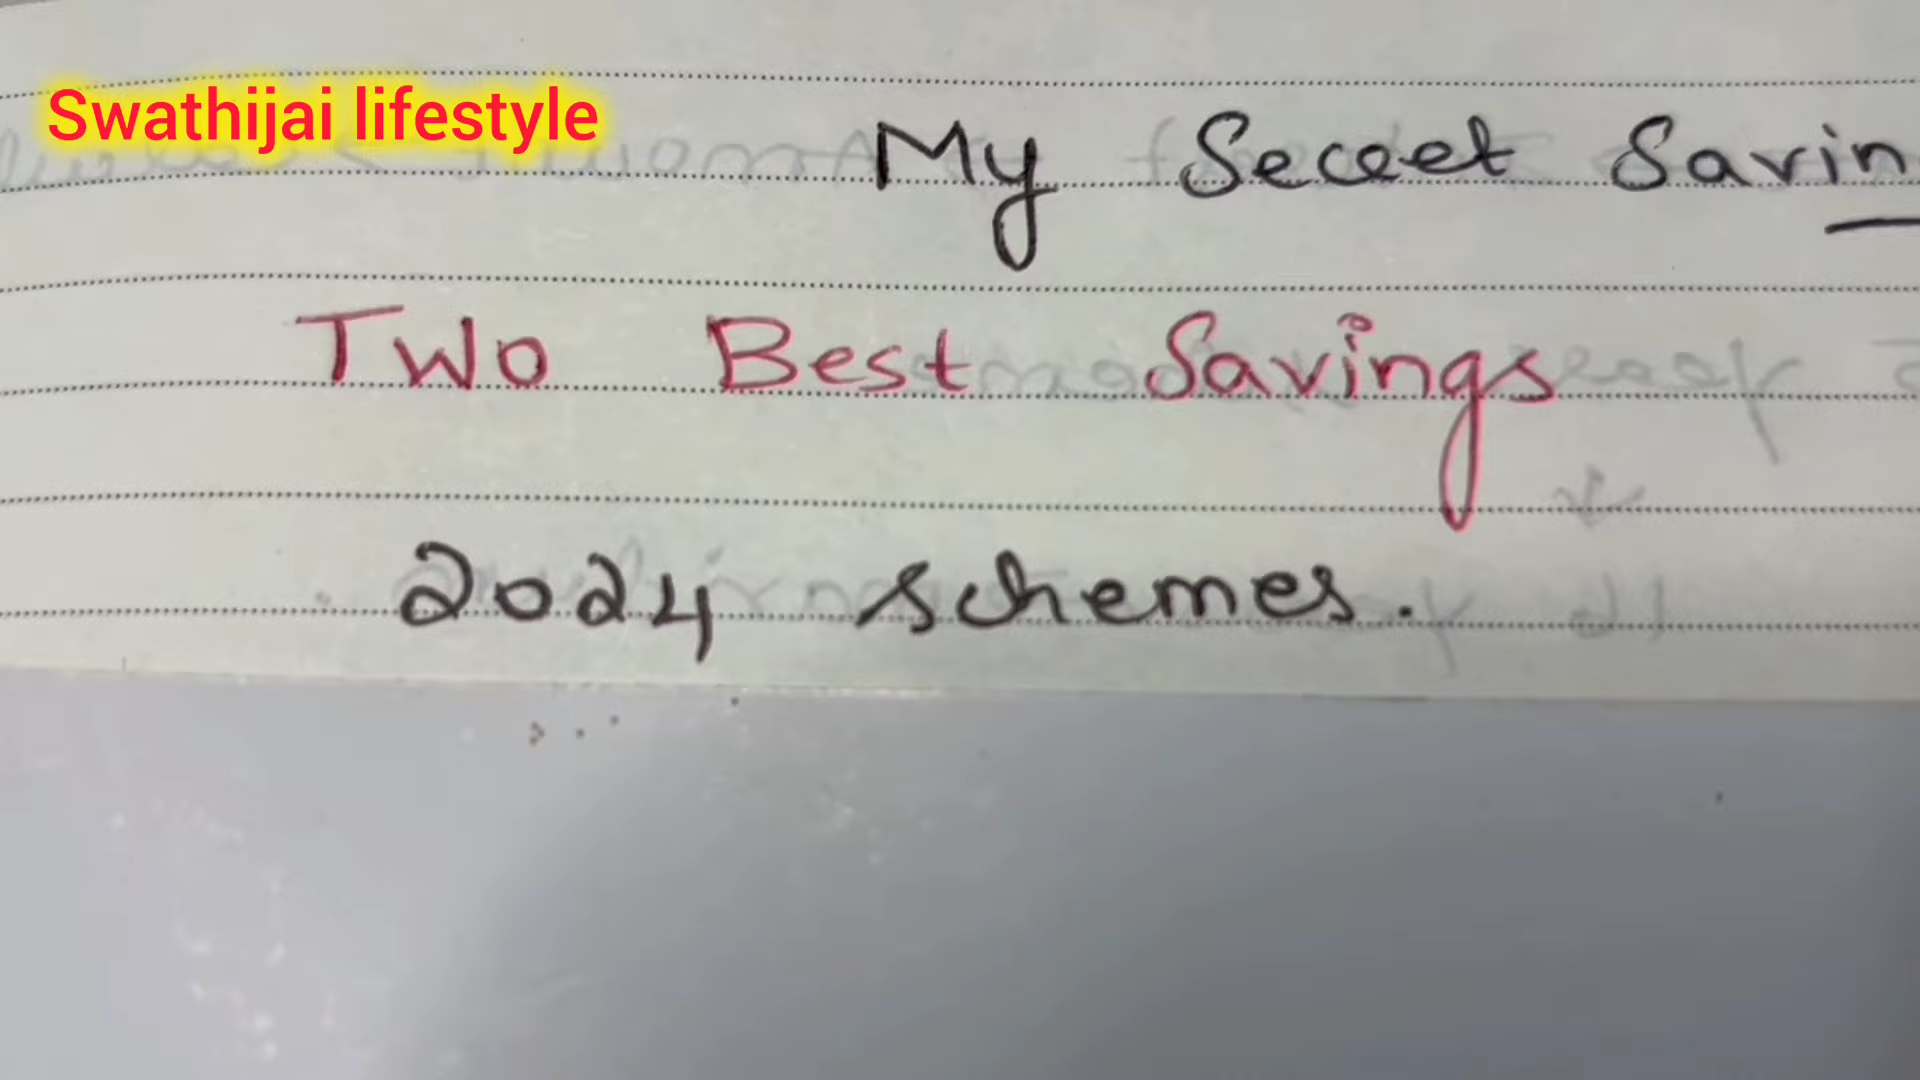 Swathijai lifestyle
My Secret Savin
Two Best Savings
2024 schemes.